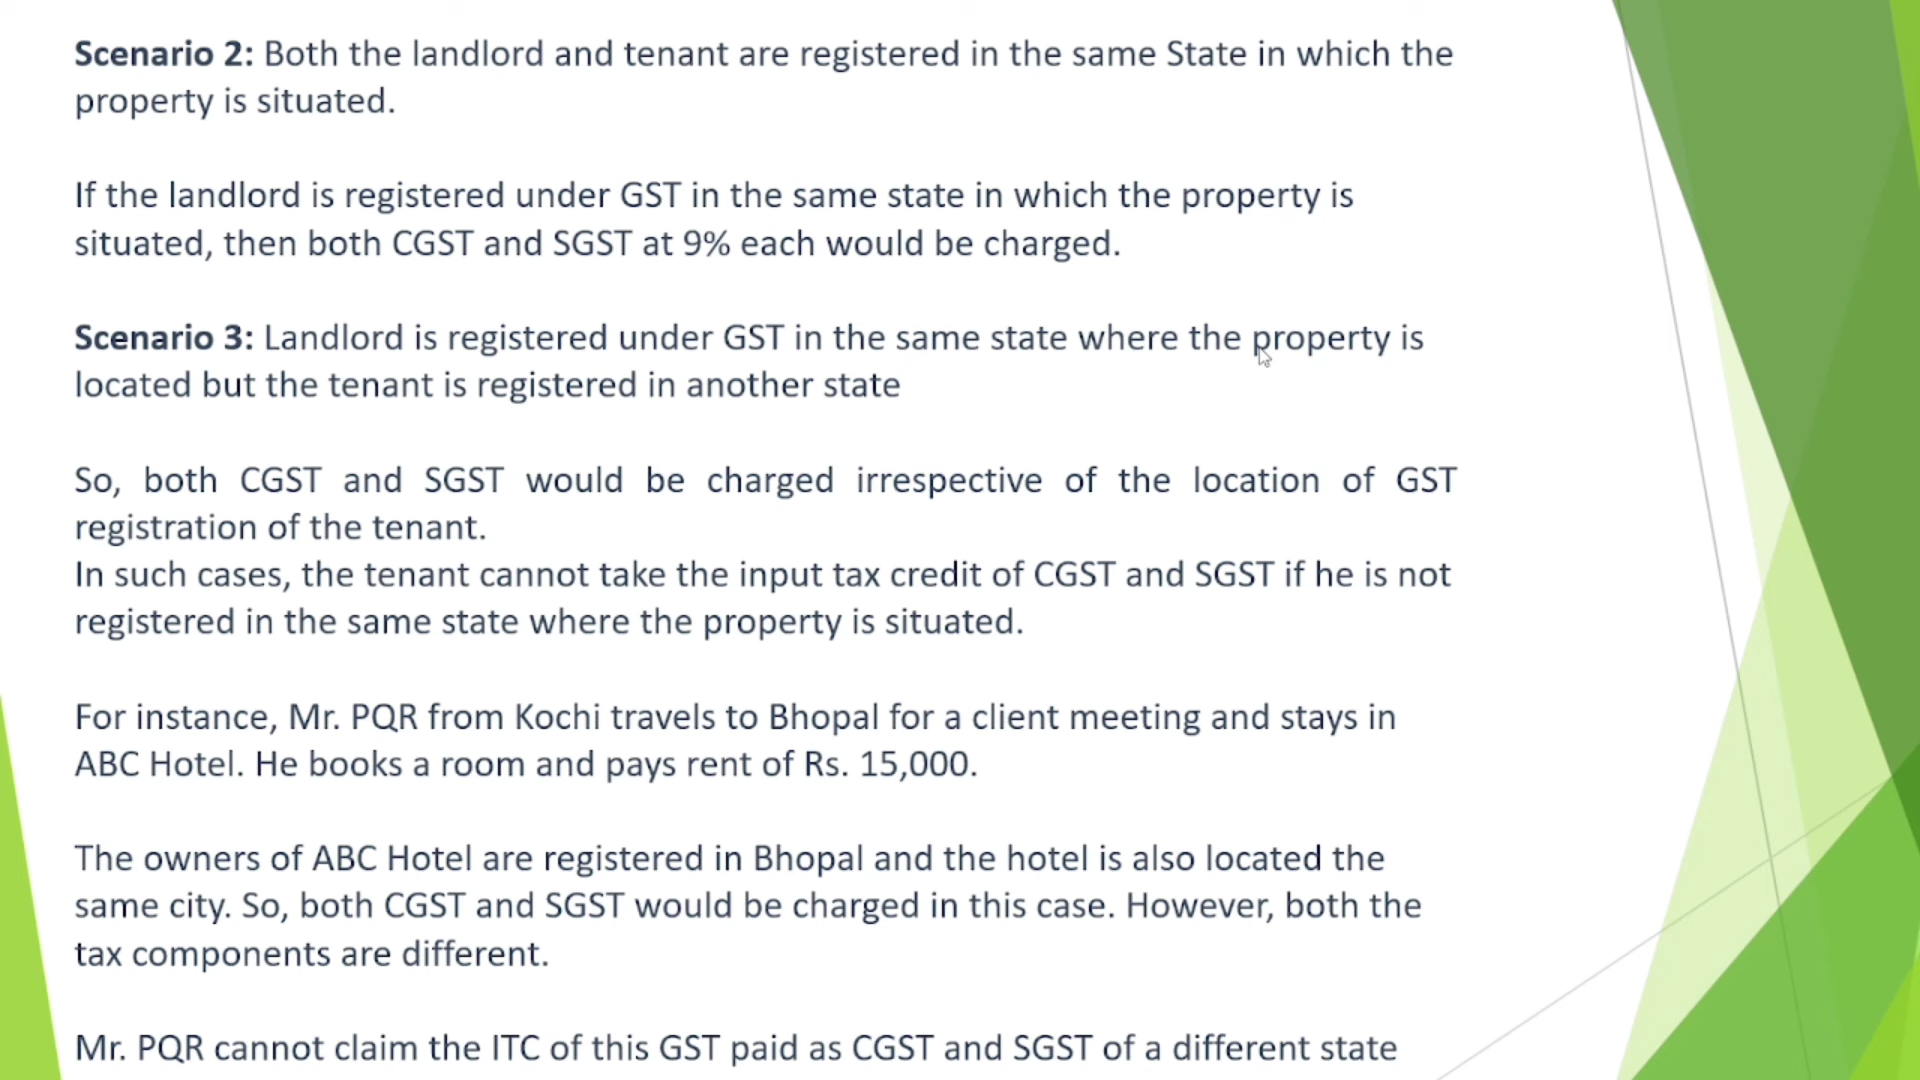 Scenario 2: Both the landlord and tenant are registered in the same State in which the
property is situated.
If the landlord is registered under GST in the same state in which the property is
situated, then both CGST and SGST at 9% each would be charged.
Scenario 3: Landlord is registered under GST in the same state where the property is
located but the tenant is registered in another state
So, both CGST and SGST would be charged irrespective of the location of GST
registration of the tenant.
In such cases, the tenant cannot take the input tax credit of CGST and SGST if he is not
registered in the same state where the property is situated.
For instance, Mr. PQR from Kochi travels to Bhopal for a client meeting and stays in
ABC Hotel. He books a room and pays rent of Rs. 15,000.
The owners of ABC Hotel are registered in Bhopal and the hotel is also located the
same city. So, both CGST and SGST would be charged in this case. However, both the
tax components are different.
Mr. PQR cannot claim the ITC of this GST paid as CGST and SGST of a different state